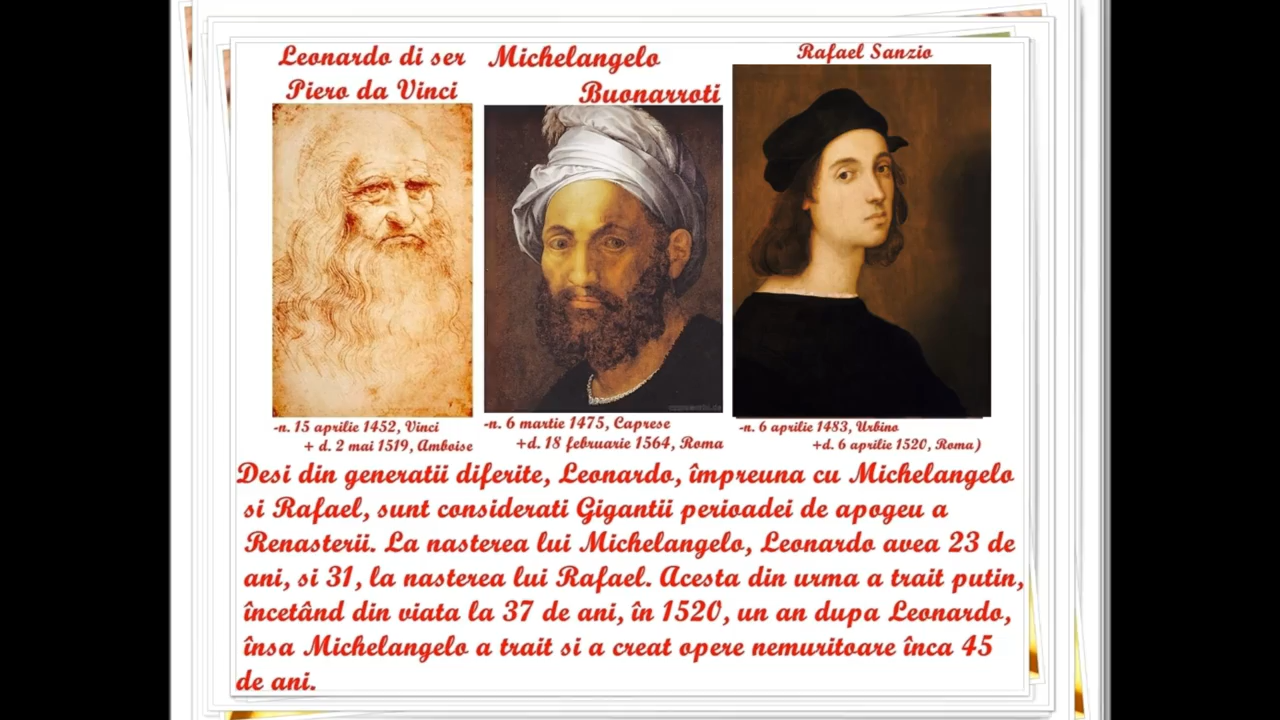 Leonardo di ser
Piero da Vinci
Michelangelo
Buonarroti
Rafael Sanzio
-n. 15 aprilie 1452, Vinci
+ d. 2 mai 1519, Amboise
-n. 6 martie 1475, Caprese
+d. 18 februarie 1564, Roma
-n. 6 aprilie 1483, Urbino
+d. 6 aprilie 1520, Roma)
Desi din generatii diferite, Leonardo, împreuna cu Michelangelo
si Rafael, sunt considerati Gigantii perioadei de apogeu a
Renasterii. La nasterea lui Michelangelo, Leonardo avea 23 de
ani, si 31, la nasterea lui Rafael. Acesta din urma a trait putin,
încetând din viata la 37 de ani, în 1520, un an dupa Leonardo,
însa Michelangelo a trait si a creat opere nemuritoare înca 45
de ani.